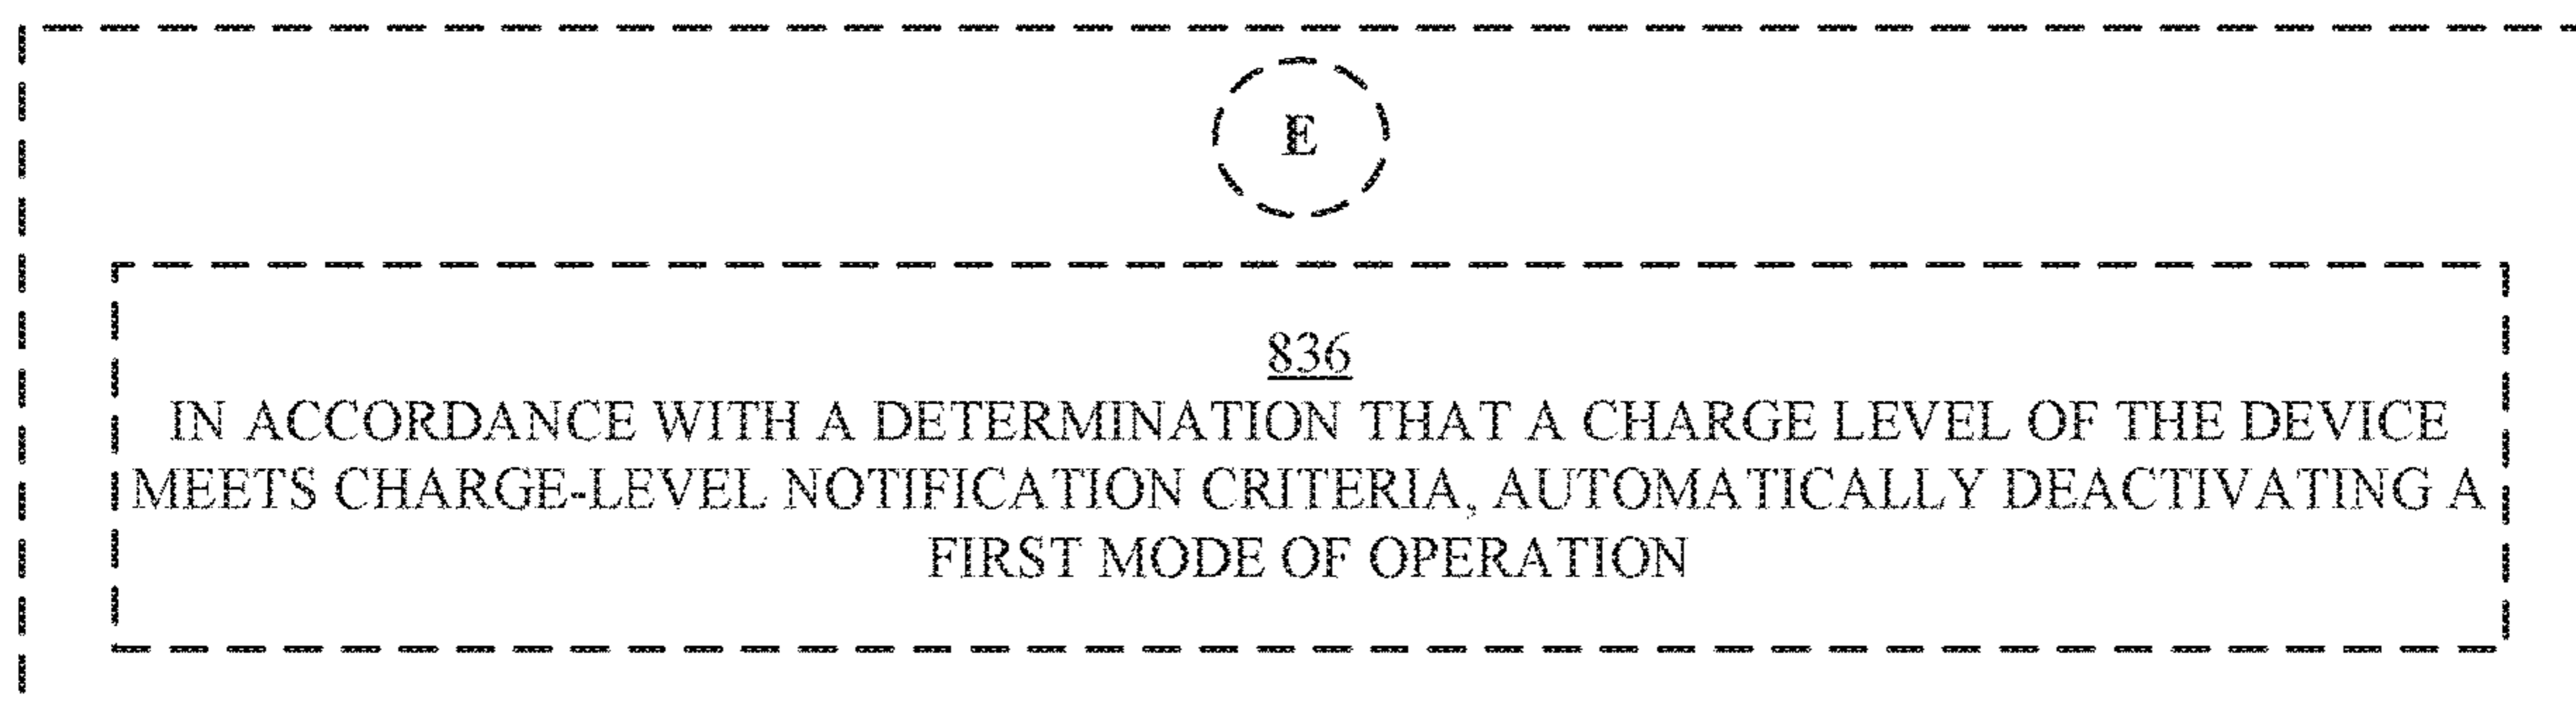 E
836
IN ACCORDANCE WITH A DETERMINATION THAT A CHARGE LEVEL OF THE DEVICE
MEETS CHARGE-LEVEL NOTIFICATION CRITERIA, AUTOMATICALLY DEACTIVATING A
FIRST MODE OF OPERATION